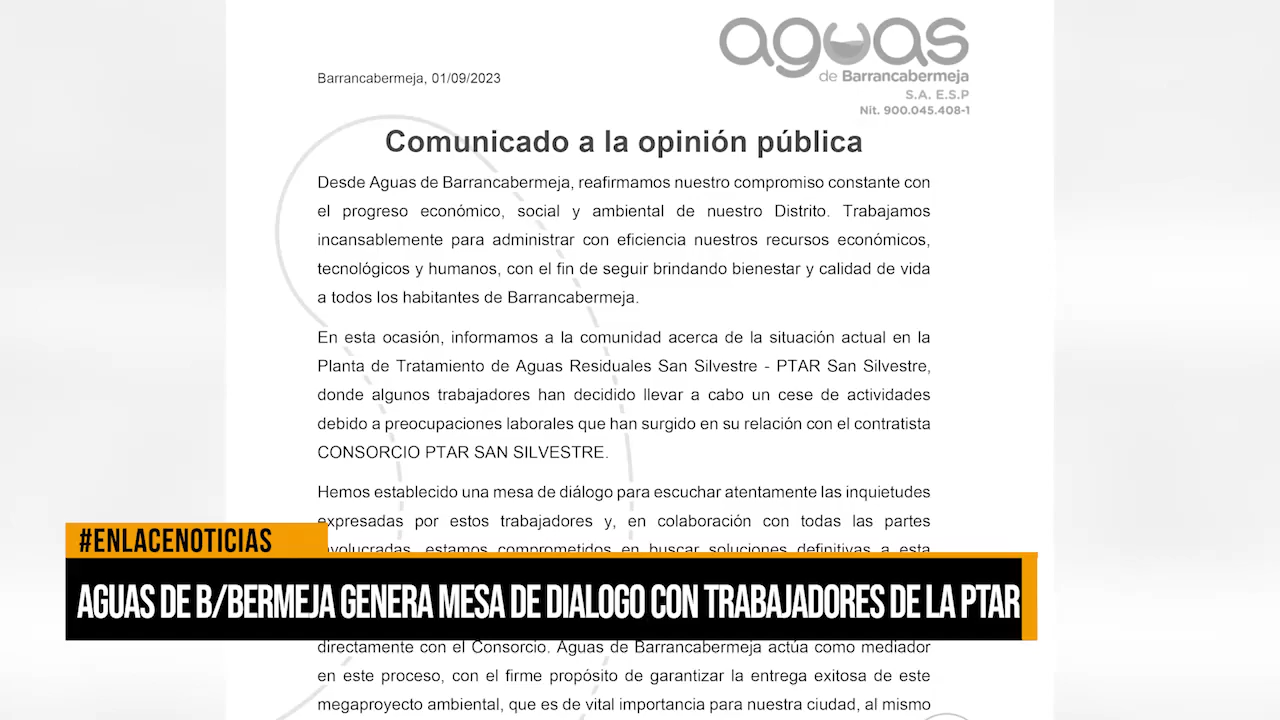 aguas
de Barrancabermeja
S.A. E.S.P
Nit. 900.045.408-1
Barrancabermeja, 01/09/2023
Comunicado a la opinión pública
Desde Aguas de Barrancabermeja, reafirmamos nuestro compromiso constante con
el progreso económico, social y ambiental de nuestro Distrito. Trabajamos
incansablemente para administrar con eficiencia nuestros recursos económicos,
tecnológicos y humanos, con el fin de seguir brindando bienestar y calidad de vida
a todos los habitantes de Barrancabermeja.
En esta ocasión, informamos a la comunidad acerca de la situación actual en la
Planta de Tratamiento de Aguas Residuales San Silvestre - PTAR San Silvestre,
donde algunos trabajadores han decidido llevar a cabo un cese de actividades
debido a preocupaciones laborales que han surgido en su relación con el contratista
CONSORCIO PTAR SAN SILVESTRE.
Hemos establecido una mesa de diálogo para escuchar atentamente las inquietudes
expresadas por estos trabajadores y, en colaboración con todas las partes
involucradas, estamos comprometidos en buscar soluciones definitivas a esta
#ENLACENOTICIAS
AGUAS DE B/BERMEJA GENERA MESA DE DIALOGO CON TRABAJADORES DE LA PTAR
directamente con el Consorcio. Aguas de Barrancabermeja actúa como mediador
en este proceso, con el firme propósito de garantizar la entrega exitosa de este
megaproyecto ambiental, que es de vital importancia para nuestra ciudad, al mismo